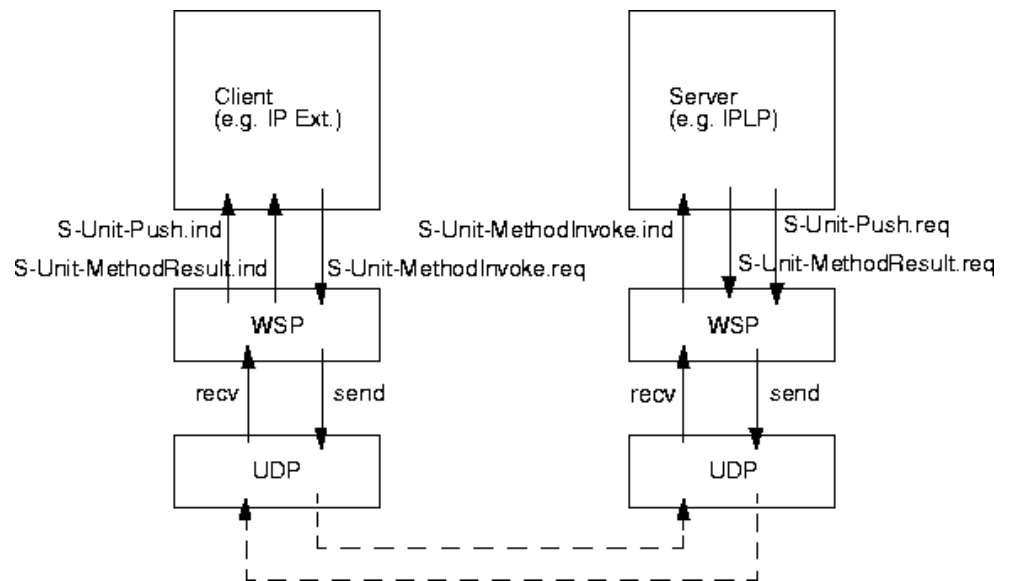 Client
(e.g. IP Ext.)
Server
(e.g. IPLP)
S-Unit-Push.ind
S-Unit-MethodResult.ind
S-Unit-MethodInvoke.req
S-Unit-MethodInvoke.ind
S-Unit-Push.req
S-Unit-MethodResult.req
WSP
WSP
recv
send
recv
send
UDP
UDP